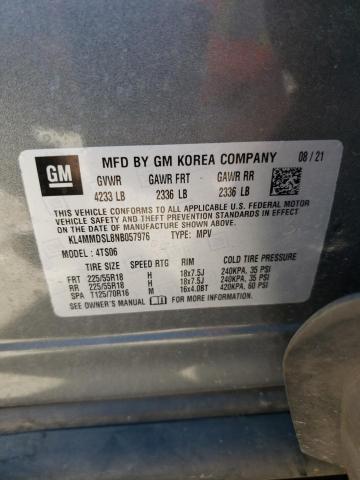 GM
MFD BY GM KOREA COMPANY 08/21
GVWR GAWR FRT GAWR RR
4233 LB 2336 LB 2336 LB
THIS VEHICLE CONFORMS TO ALL APPLICABLE U.S. FEDERAL MOTOR
VEHICLE SAFETY, BUMPER, AND THEFT PREVENTION STANDARDS
IN EFFECT ON THE DATE OF MANUFACTURE SHOWN ABOVE.
KL4MMDSL8NB057976 TYPE: MPV
MODEL: 4TS06
TIRE SIZE SPEED RTG RIM COLD TIRE PRESSURE
FRT 225/55R18 H 18x7.5J 240KPA, 35 PSI
RR 225/55R18 H 18x7.5J 240KPA, 35 PSI
SPA T125/70R16 M 16x4.0BT 420KPA, 60 PSI
SEE OWNER'S MANUAL FOR ADDITIONAL INFORMATION